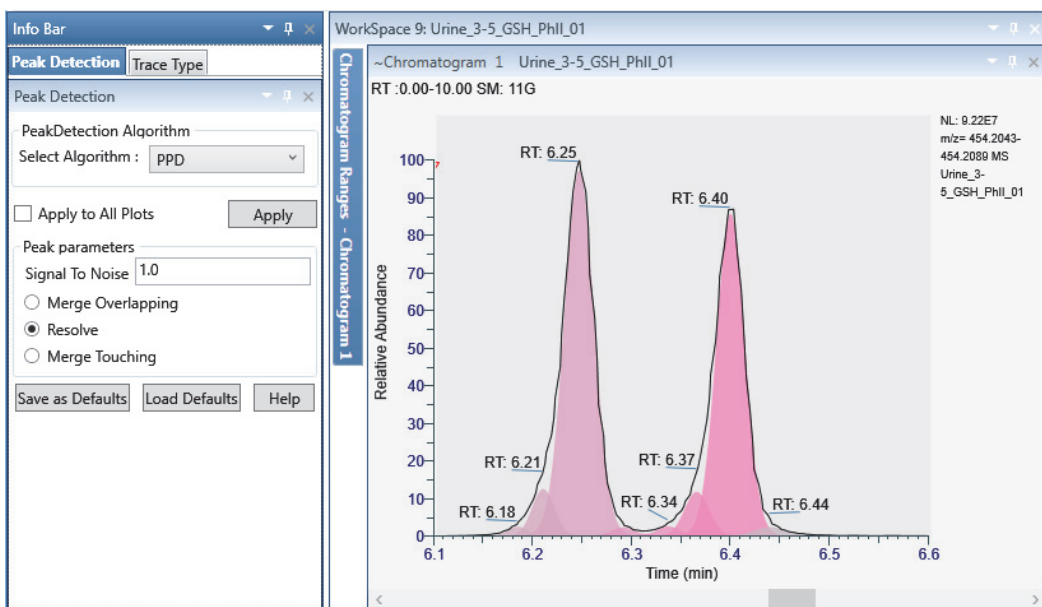 Info Bar
Peak Detection
Trace Type
Peak Detection
PeakDetection Algorithm
Select Algorithm :
PPD
Apply to All Plots
Apply
Peak parameters
Signal To Noise
1.0
Merge Overlapping
Resolve
Merge Touching
Save as Defaults
Load Defaults
Help
WorkSpace 9: Urine_3-5_GSH_PhII_01
Chromatogram Ranges - Chromatogram 1
~Chromatogram 1 Urine_3-5_GSH_PhII_01
RT :0.00-10.00 SM: 11G
NL: 9.22E7
m/z= 454.2043-
454.2089 MS
Urine_3-
5_GSH_PhII_01
Relative Abundance
100
90
80
70
60
50
40
30
20
10
0
7
RT: 6.25
RT: 6.40
RT: 6.21
RT: 6.37
RT: 6.18
RT: 6.34
RT: 6.44
6.1 6.2 6.3 6.4 6.5 6.6
Time (min)